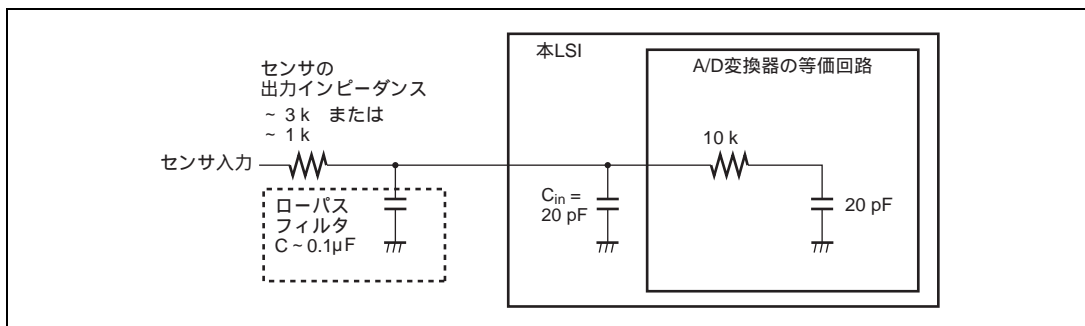 本LSI
A/D変換器の等価回路
センサの
出力インピーダンス
~ 3 k または
~ 1 k
センサ入力
10 k
C_in =
20 pF
20 pF
ローパス
フィルタ
C ~ 0.1μF